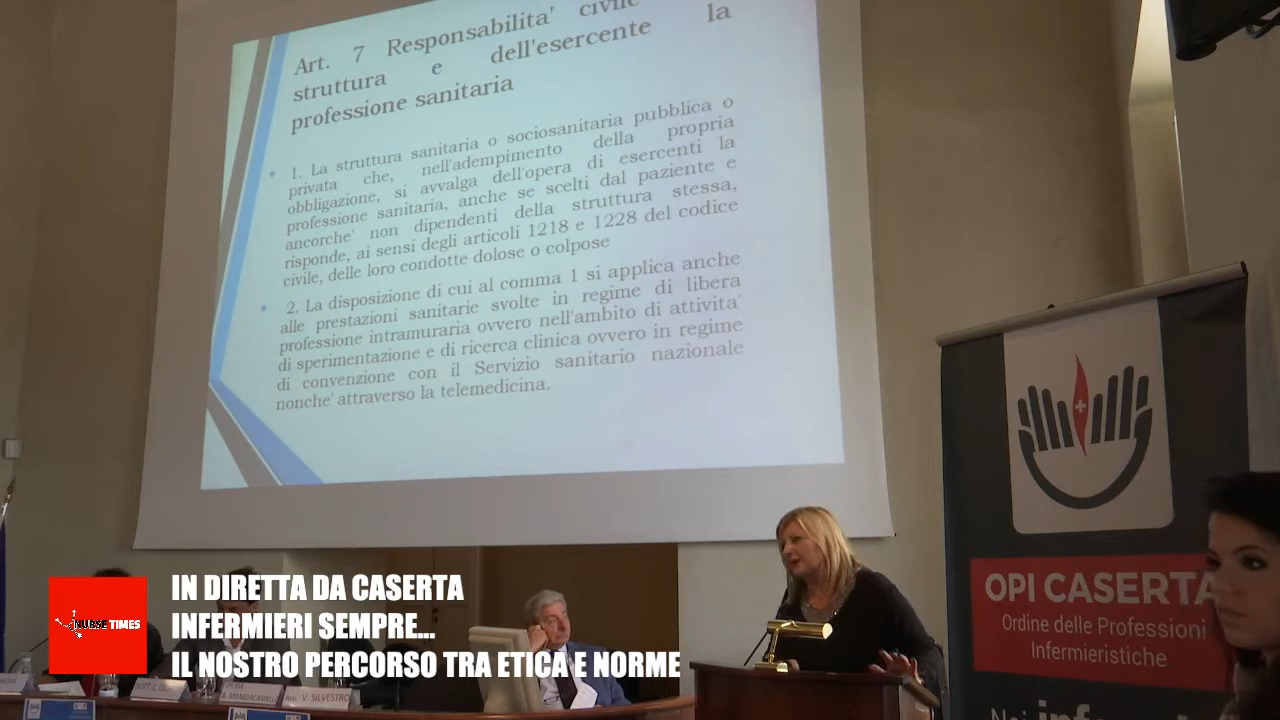 Art. 7 Responsabilita' civile la
struttura e dell'esercente
professione sanitaria
1. La struttura sanitaria o sociosanitaria pubblica o
privata che, nell'adempimento della propria
obbligazione, si avvalga dell'opera di esercenti la
professione sanitaria, anche se scelti dal paziente e
ancorche' non dipendenti della struttura stessa,
risponde, ai sensi degli articoli 1218 e 1228 del codice
civile, delle loro condotte dolose o colpose
2. La disposizione di cui al comma 1 si applica anche
alle prestazioni sanitarie svolte in regime di libera
professione intramuraria ovvero nell'ambito di attivita'
di sperimentazione e di ricerca clinica ovvero in regime
di convenzione con il Servizio sanitario nazionale
nonche' attraverso la telemedicina.
OPI CASERTA
Ordine delle Professioni
Infermieristiche
Noi
NURSE TIMES
IN DIRETTA DA CASERTA
INFERMIERI SEMPRE...
IL NOSTRO PERCORSO TRA ETICA E NORME
V. SILVESTRO